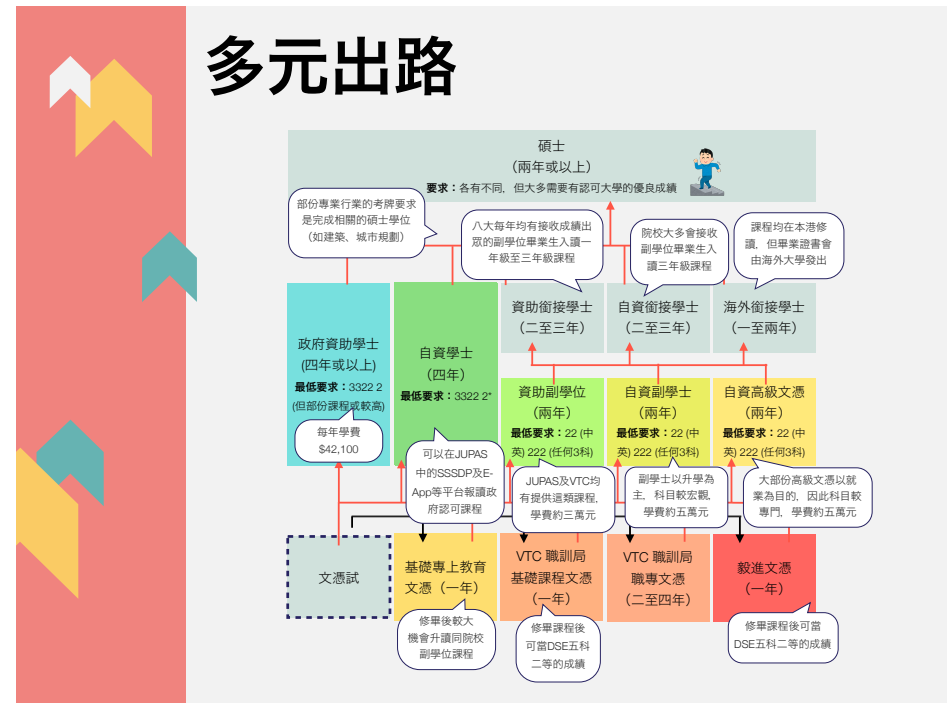 多元出路
碩士
（兩年或以上）
要求：各有不同，但大多需要有認可大學的優良成績
部份專業行業的考牌要求
是完成相關的碩士學位
（如建築、城市規劃）
八大每年均有接收成績出
眾的副學位畢業生入讀一
年級至三年級課程
院校大多會接收
副學位畢業生入
讀三年級課程
課程均在本港修
讀，但畢業證書會
由海外大學發出
政府資助學士
(四年或以上)
最低要求：3322 2
(但部份課程或較高)
每年學費
$42,100
自資學士
（四年）
最低要求：3322 2*
可以在JUPAS
中的SSSDP及E-
App等平台報讀政
府認可課程
資助銜接學士
（二至三年）
自資銜接學士
（二至三年）
海外銜接學士
（一至兩年）
資助副學位
（兩年）
最低要求：22 (中
英) 222 (任何3科)
JUPAS及VTC均
有提供這類課程，
學費約三萬元
自資副學士
（兩年）
最低要求：22 (中
英) 222 (任何3科)
副學士以升學為
主，科目較宏觀，
學費約五萬元
自資高級文憑
（兩年）
最低要求：22 (中
英) 222 (任何3科)
大部份高級文憑以就
業為目的，因此科目較
專門，學費約五萬元
文憑試
基礎專上教育
文憑（一年）
修畢後較大
機會升讀同院校
副學位課程
VTC 職訓局
基礎課程文憑
（一年）
修畢課程後
可當DSE五科
二等的成績
VTC 職訓局
職專文憑
（二至四年）
毅進文憑
（一年）
修畢課程後可當
DSE五科二等的成績